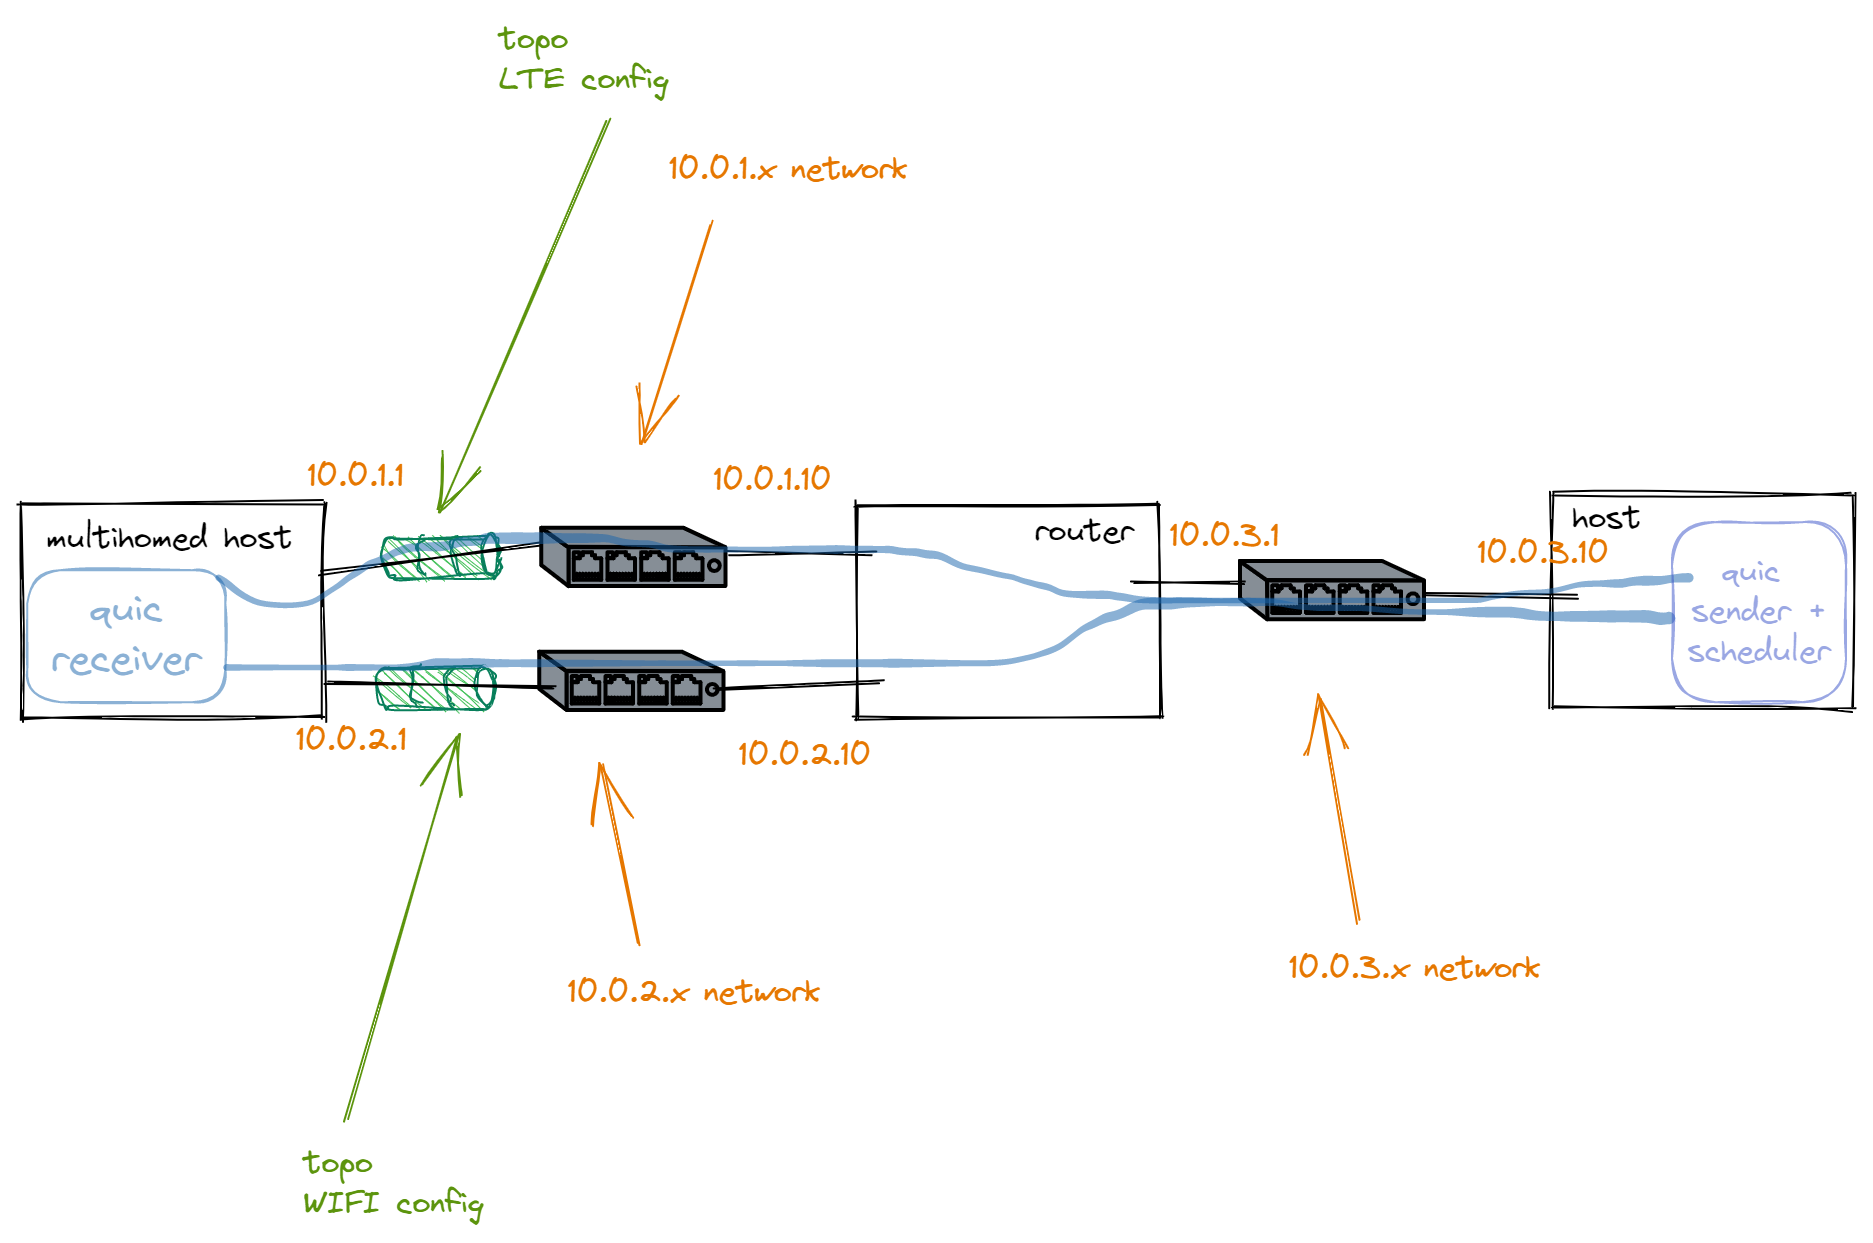 topo
LTE config
10.0.1.x network
10.0.1.1
10.0.1.10
multihomed host
quic
receiver
router
10.0.3.1
10.0.3.10
host
quic
sender +
scheduler
10.0.2.1
10.0.2.10
10.0.2.x network
10.0.3.x network
topo
WIFI config